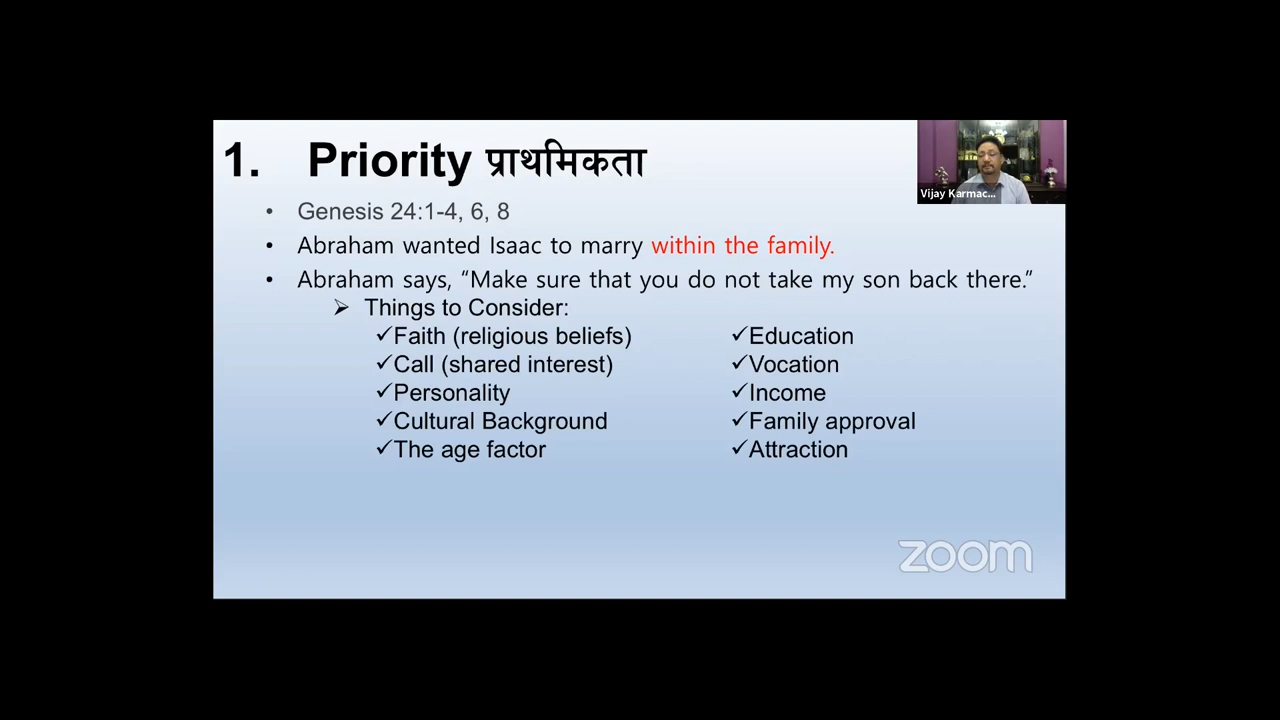 1. Priority प्राथमिकता
Vijay Karmac...
• Genesis 24:1-4, 6, 8
• Abraham wanted Isaac to marry within the family.
• Abraham says, “Make sure that you do not take my son back there.”
➢ Things to Consider:
✓Faith (religious beliefs)
✓Call (shared interest)
✓Personality
✓Cultural Background
✓The age factor
✓Education
✓Vocation
✓Income
✓Family approval
✓Attraction
zoom